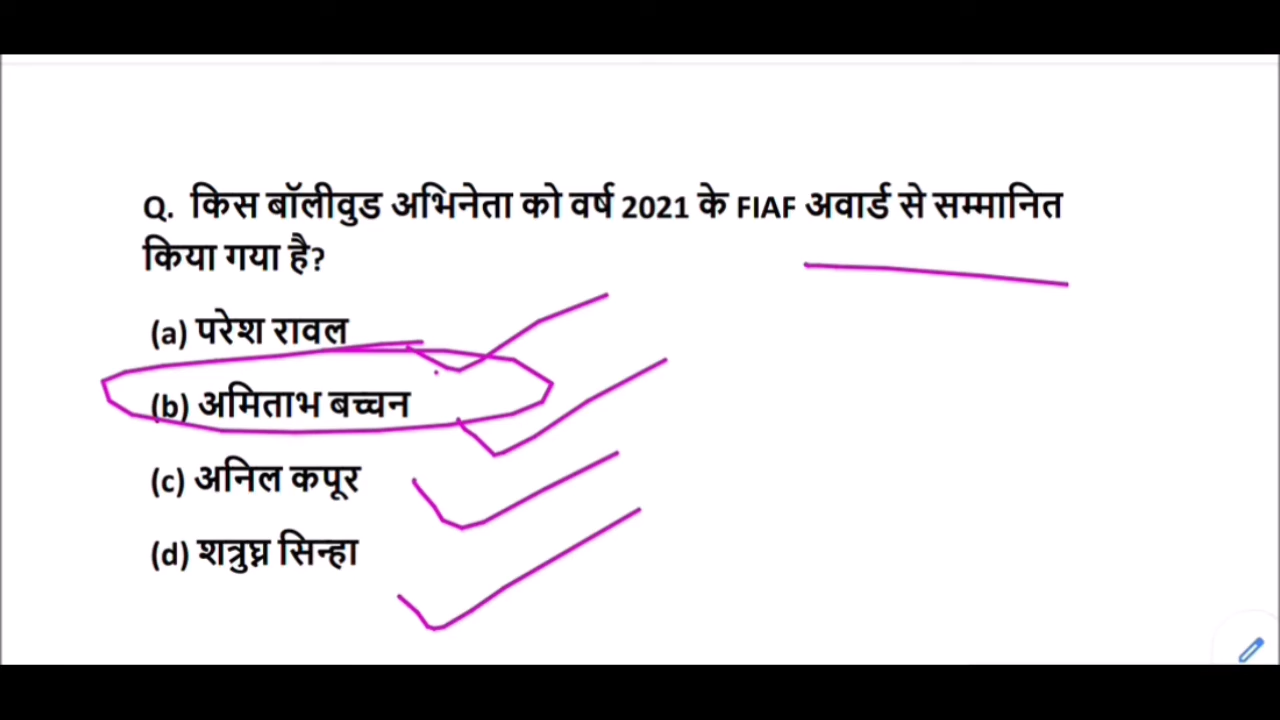 Q. किस बॉलीवुड अभिनेता को वर्ष 2021 के FIAF अवार्ड से सम्मानित
किया गया है?
(a) परेश रावल
(b) अमिताभ बच्चन
(c) अनिल कपूर
(d) शत्रुघ्न सिन्हा